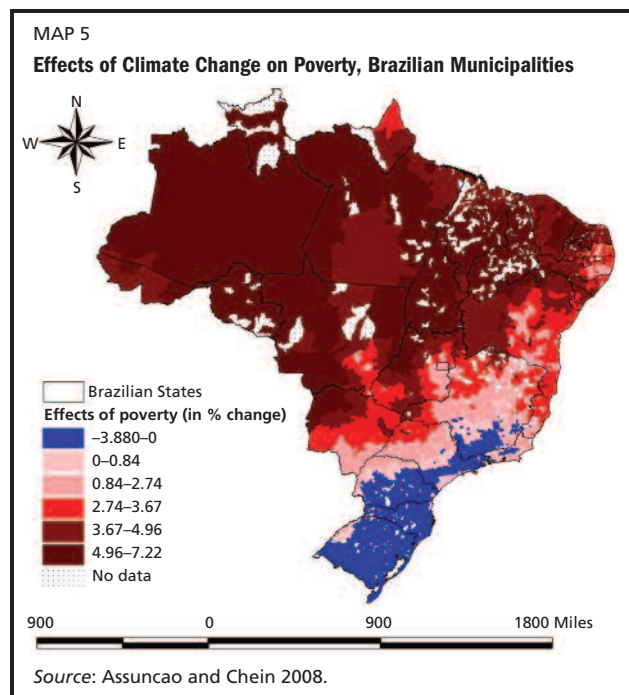 MAP 5
Effects of Climate Change on Poverty, Brazilian Municipalities
N
W E
S
Brazilian States
Effects of poverty (in % change)
–3.880–0
0–0.84
0.84–2.74
2.74–3.67
3.67–4.96
4.96–7.22
No data
900 0 900 1800 Miles
Source: Assuncao and Chein 2008.